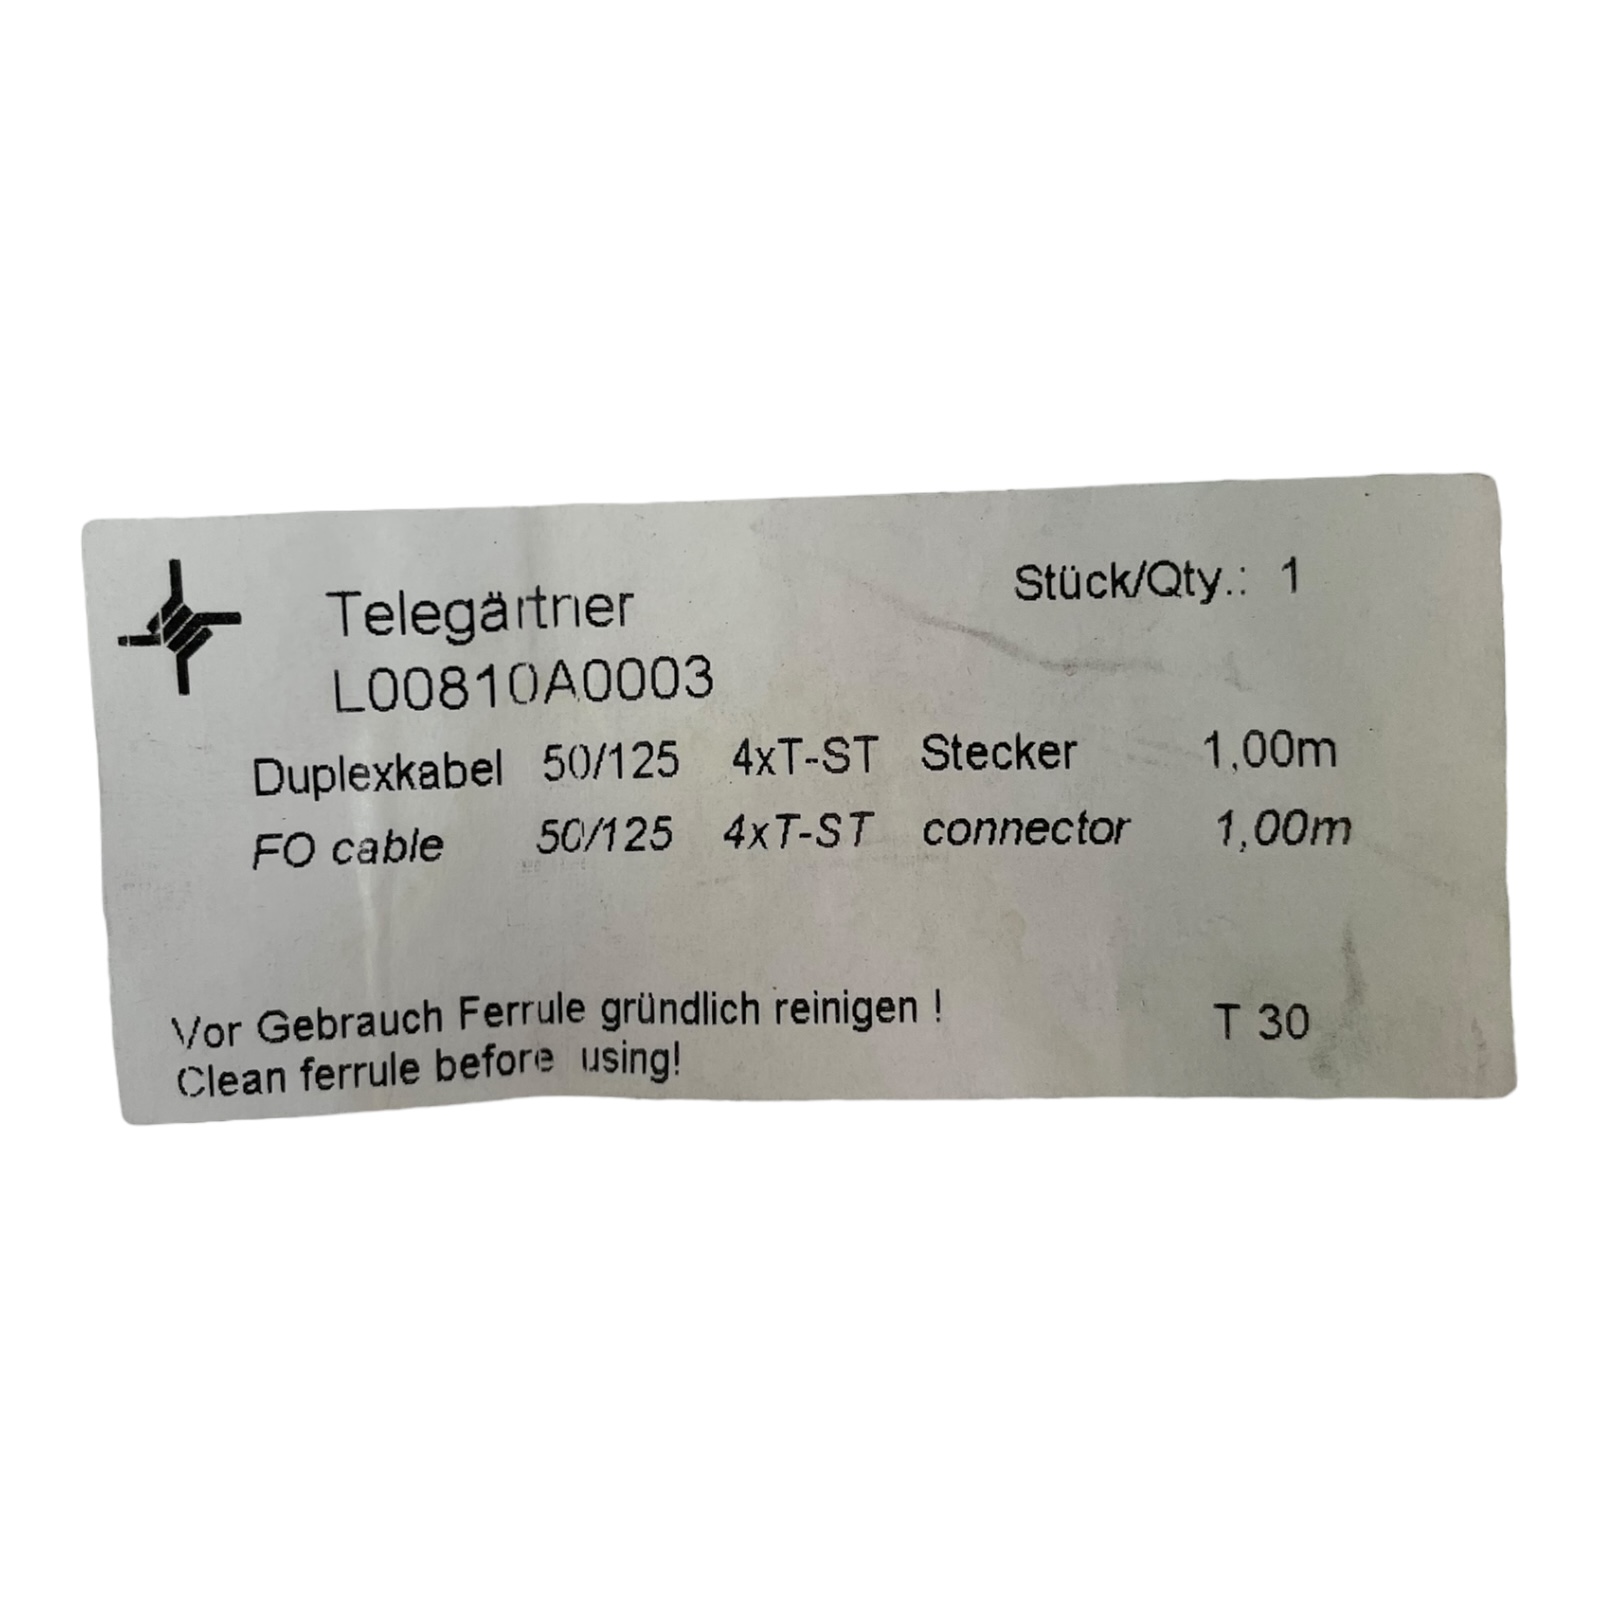 Telegärtner
Stück/Qty.: 1
L00810A0003
Duplexkabel 50/125 4xT-ST Stecker 1,00m
FO cable 50/125 4xT-ST connector 1,00m
Vor Gebrauch Ferrule gründlich reinigen !
T 30
Clean ferrule before using!